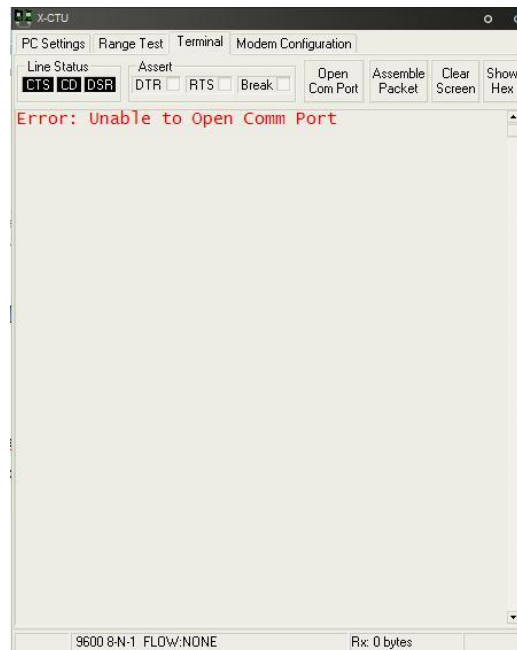 X-CTU
PC Settings Range Test Terminal Modem Configuration
Line Status
CTS CD DSR
Assert
DTR RTS Break
Open Com Port
Assemble Packet
Clear Screen
Show Hex
Error: Unable to Open Comm Port
9600 8-N-1 FLOW:NONE
Rx: 0 bytes